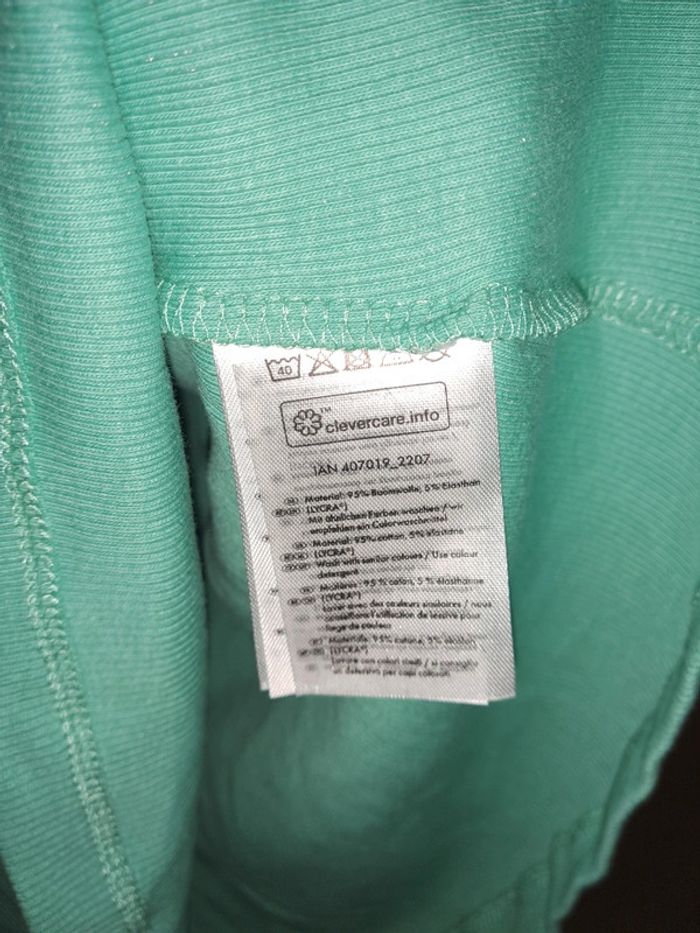 40
™
clevercare.info
IAN 407019_2207
Material: 95% Baumwolle, 5% Elasthan
(LYCRA®)
Mit ähnlichen Farben waschen / wir
empfehlen ein Colorwaschmittel
Material: 95% cotton, 5% elastane
(LYCRA®)
Wash with similar colours / Use colour
detergent
Matières: 95 % coton, 5 % élasthanne
(LYCRA®)
Laver avec des couleurs similaires / nous
conseillons l'utilisation de lessive pour
linge de couleur
95% cotone, 5% elastan
(LYCRA®)
Lavare con colori simili / si consiglia
un detersivo per capi colorati